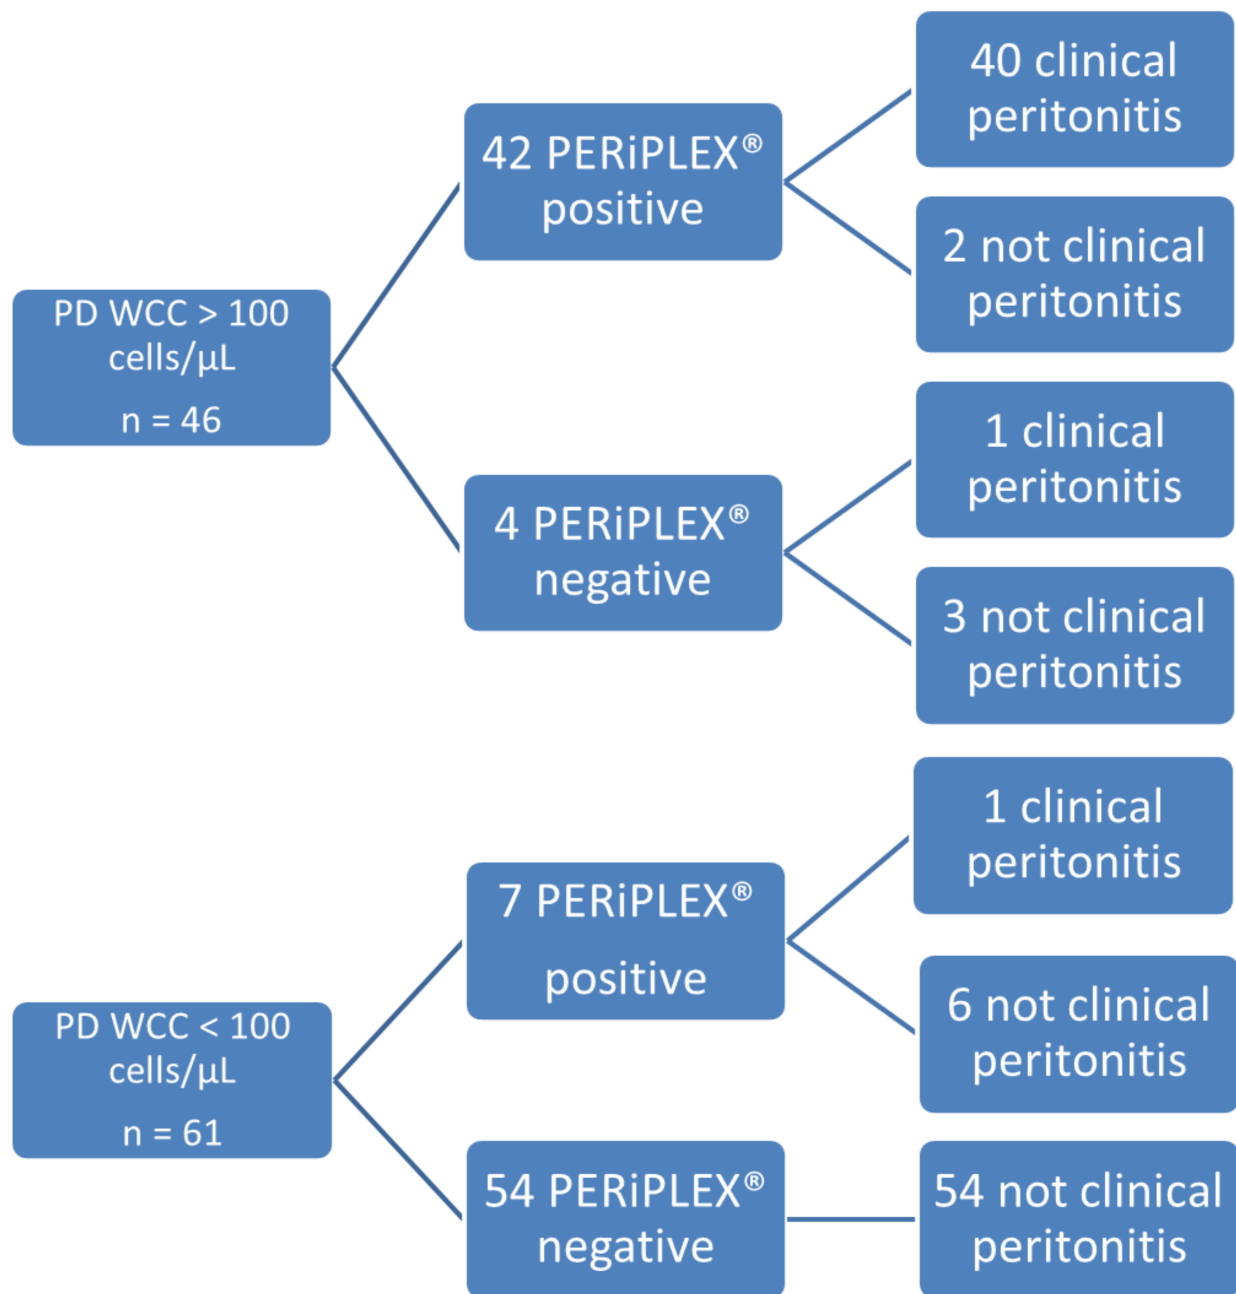 PD WCC > 100
cells/µL
n = 46
42 PERiPLEX®
positive
40 clinical
peritonitis
2 not clinical
peritonitis
4 PERiPLEX®
negative
1 clinical
peritonitis
3 not clinical
peritonitis
PD WCC < 100
cells/µL
n = 61
7 PERiPLEX®
positive
1 clinical
peritonitis
6 not clinical
peritonitis
54 PERiPLEX®
negative
54 not clinical
peritonitis